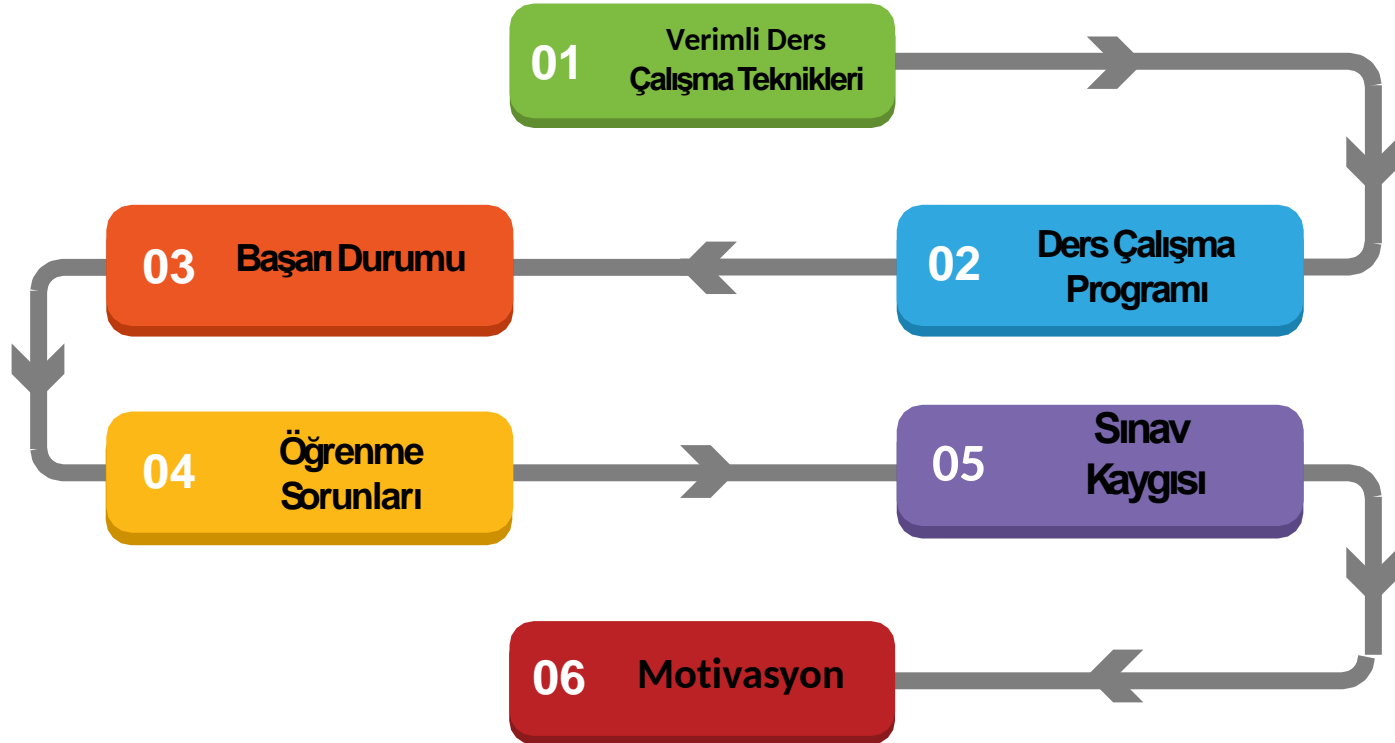 01
Verimli Ders
Çalışma Teknikleri
02
Ders Çalışma
Programı
03
Başarı Durumu
04
Öğrenme
Sorunları
05
Sınav
Kaygısı
06
Motivasyon